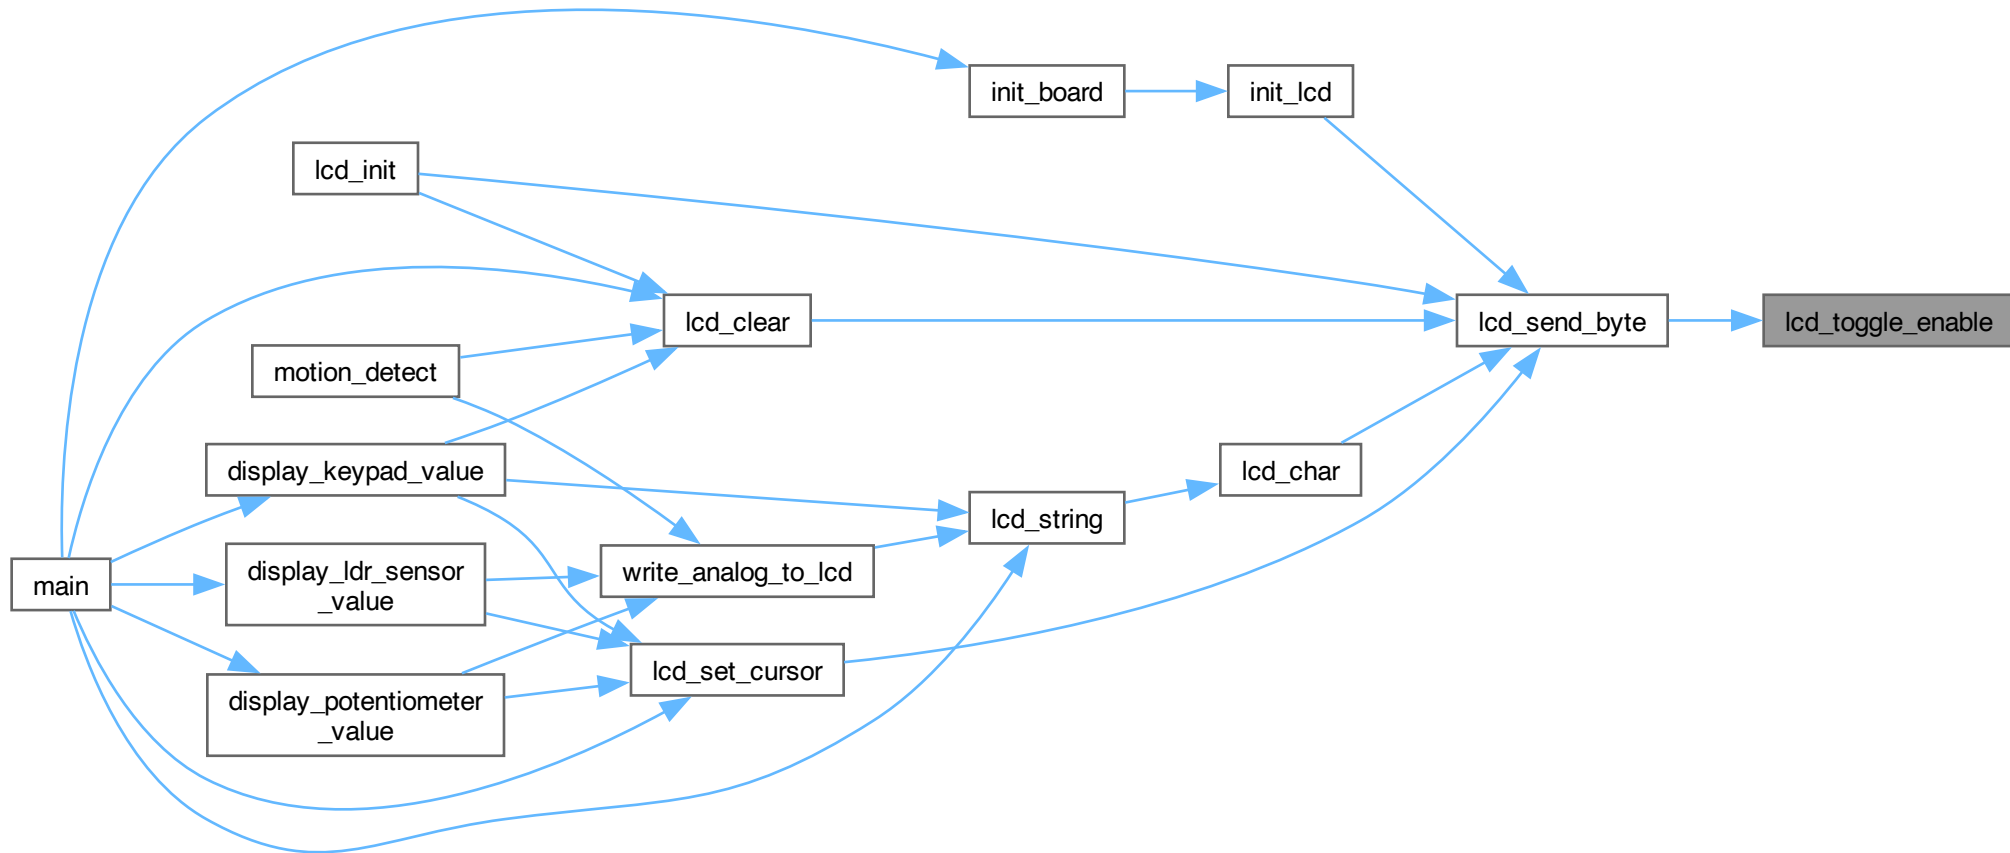 init_board
init_lcd
lcd_init
lcd_clear
lcd_send_byte
lcd_toggle_enable
motion_detect
display_keypad_value
lcd_char
lcd_string
main
display_ldr_sensor
_value
write_analog_to_lcd
lcd_set_cursor
display_potentiometer
_value